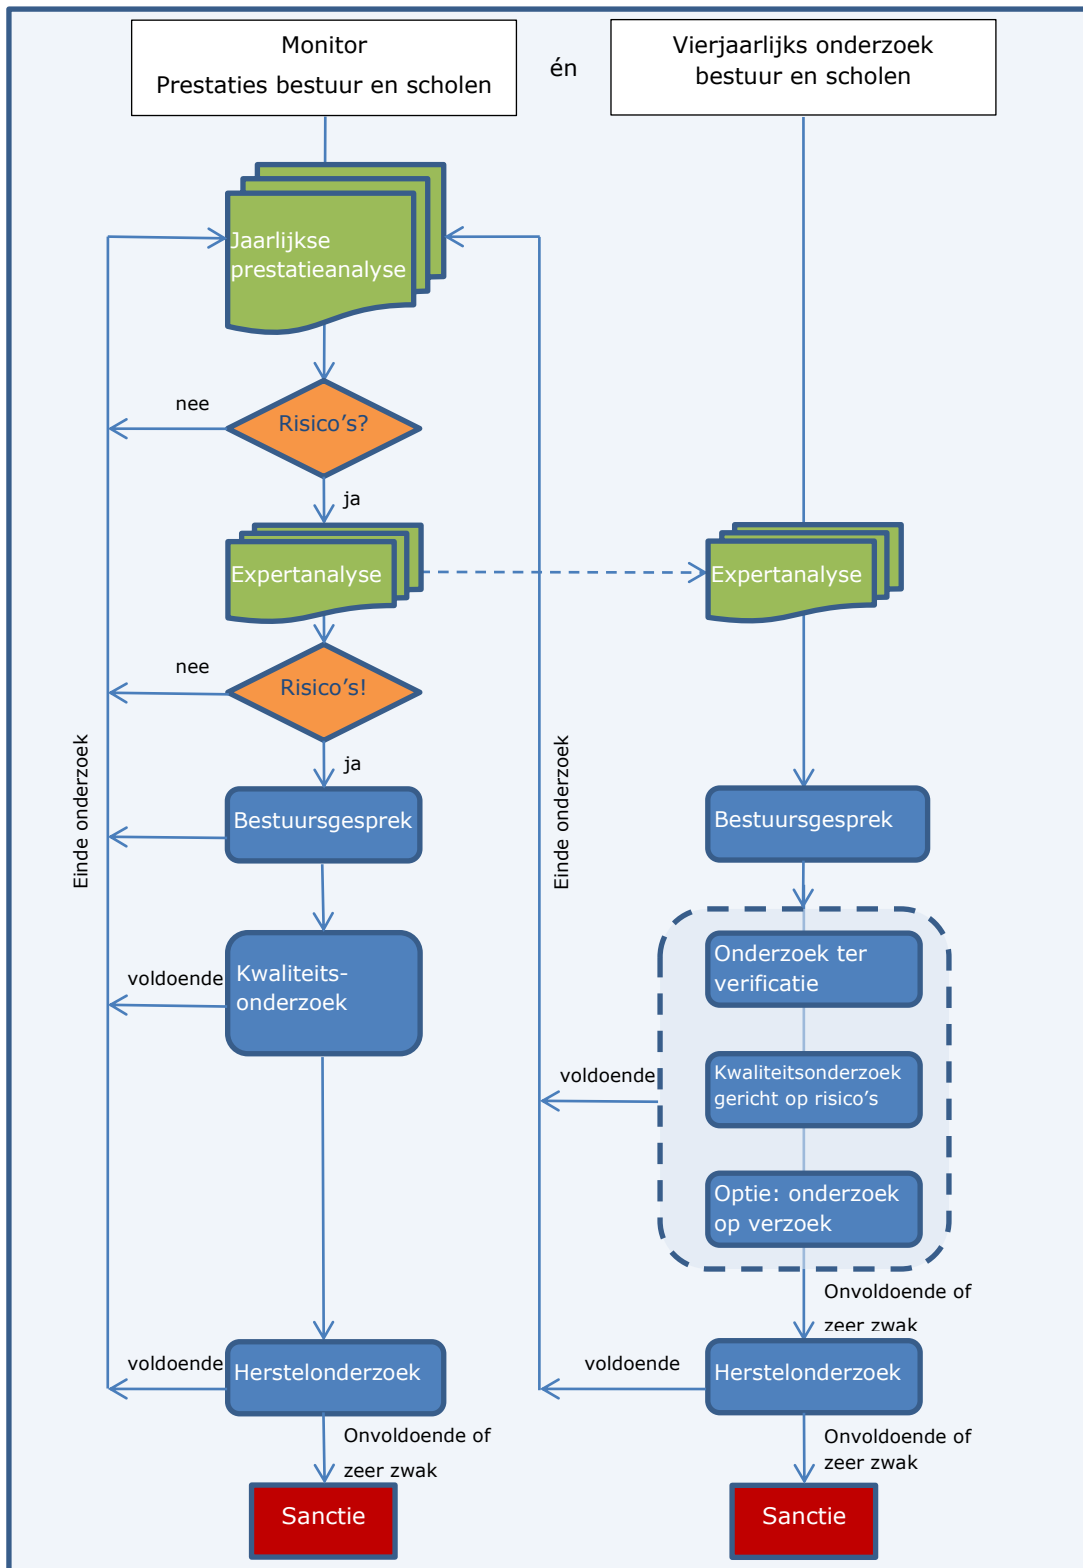 Monitor
Prestaties bestuur en scholen
én
Vierjaarlijks onderzoek
bestuur en scholen
Jaarlijkse
prestatieanalyse
nee
Risico's?
ja
Expertanalyse
Expertanalyse
nee
Risico's!
ja
Einde onderzoek
Einde onderzoek
Bestuursgesprek
Bestuursgesprek
voldoende
Kwaliteits-
onderzoek
Onderzoek ter
verificatie
voldoende
Kwaliteitsonderzoek
gericht op risico's
Optie: onderzoek
op verzoek
Onvoldoende of
zeer zwak
voldoende
Herstelonderzoek
voldoende
Herstelonderzoek
Onvoldoende of
zeer zwak
Onvoldoende of
zeer zwak
Sanctie
Sanctie